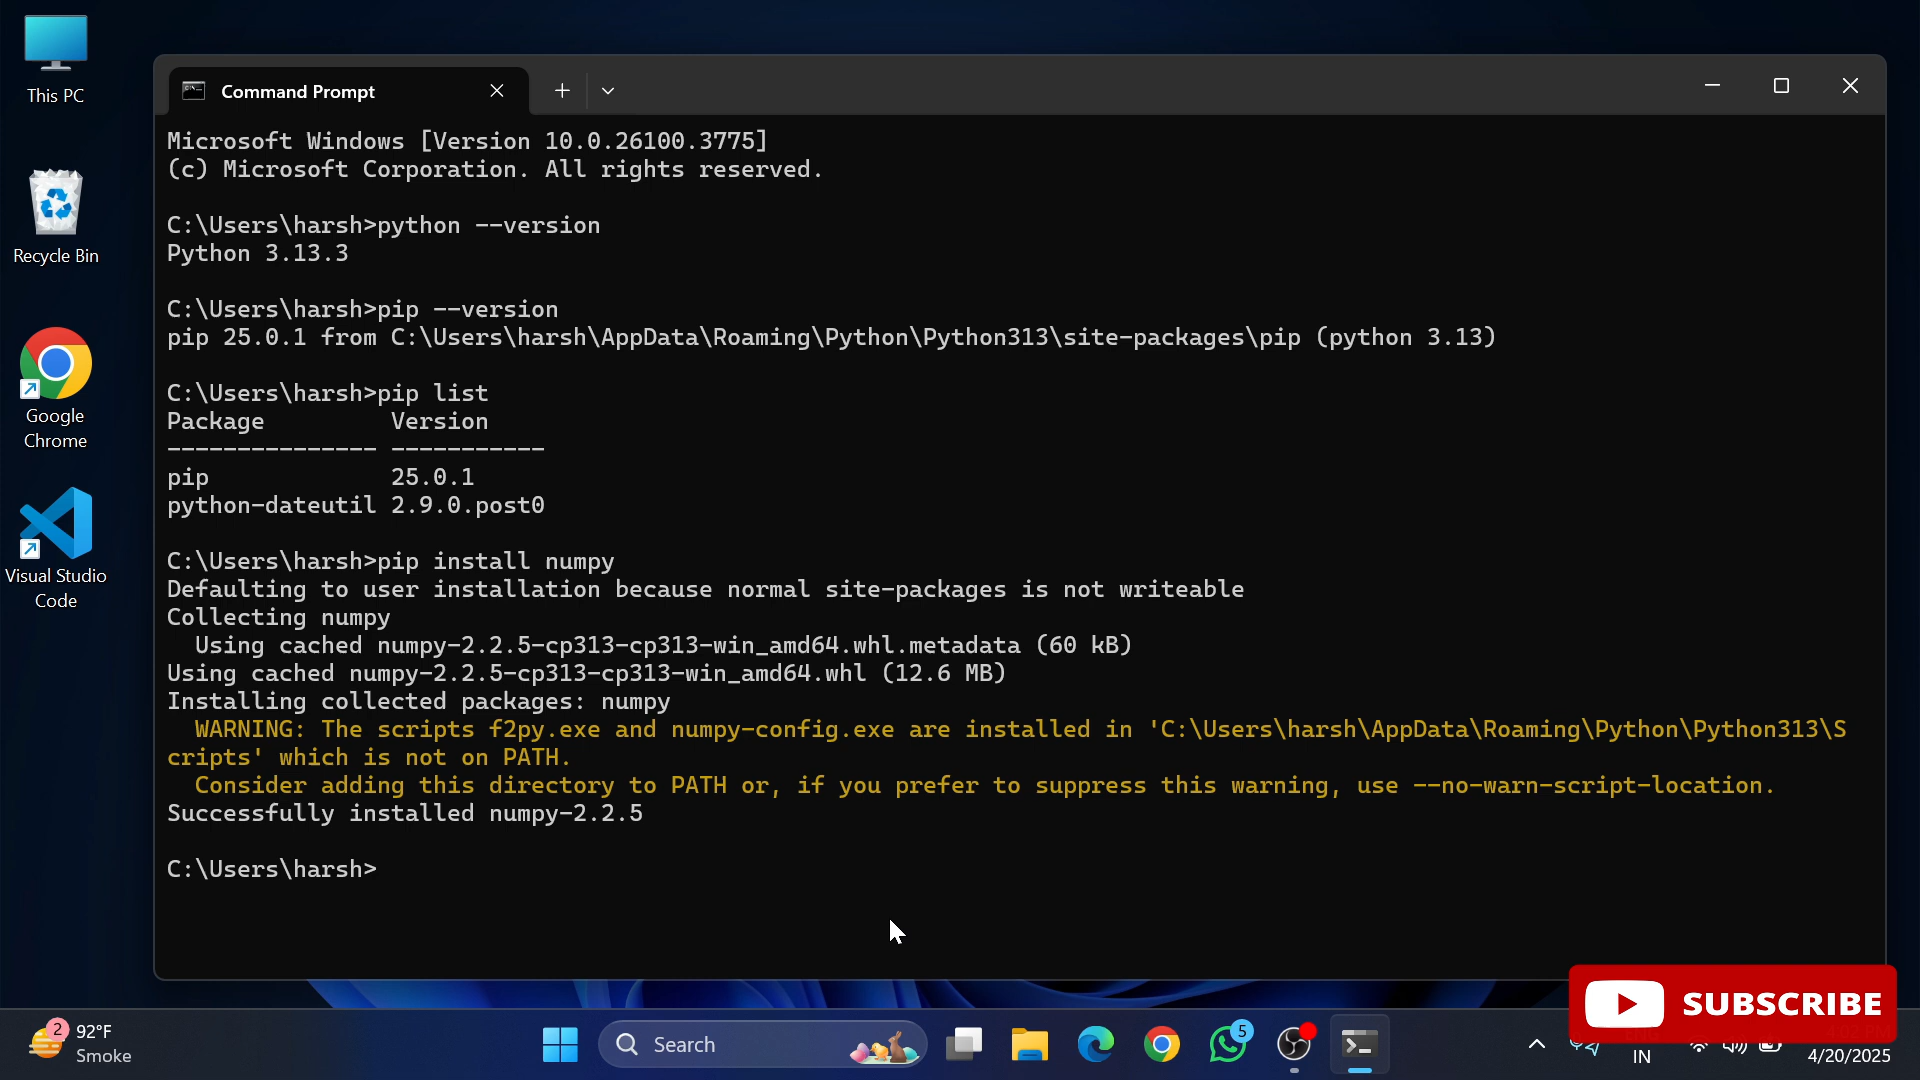 This PC
Recycle Bin
Google
Chrome
Visual Studio
Code
Command Prompt
Microsoft Windows [Version 10.0.26100.3775]
(c) Microsoft Corporation. All rights reserved.
C:\Users\harsh>python --version
Python 3.13.3
C:\Users\harsh>pip --version
pip 25.0.1 from C:\Users\harsh\AppData\Roaming\Python\Python313\site-packages\pip (python 3.13)
C:\Users\harsh>pip list
Package         Version
--------------- -----------
pip             25.0.1
python-dateutil 2.9.0.post0
C:\Users\harsh>pip install numpy
Defaulting to user installation because normal site-packages is not writeable
Collecting numpy
  Using cached numpy-2.2.5-cp313-cp313-win_amd64.whl.metadata (60 kB)
Using cached numpy-2.2.5-cp313-cp313-win_amd64.whl (12.6 MB)
Installing collected packages: numpy
  WARNING: The scripts f2py.exe and numpy-config.exe are installed in 'C:\Users\harsh\AppData\Roaming\Python\Python313\S
cripts' which is not on PATH.
  Consider adding this directory to PATH or, if you prefer to suppress this warning, use --no-warn-script-location.
Successfully installed numpy-2.2.5
C:\Users\harsh>
SUBSCRIBE
2
92°F
Smoke
Search
5
IN
4/20/2025